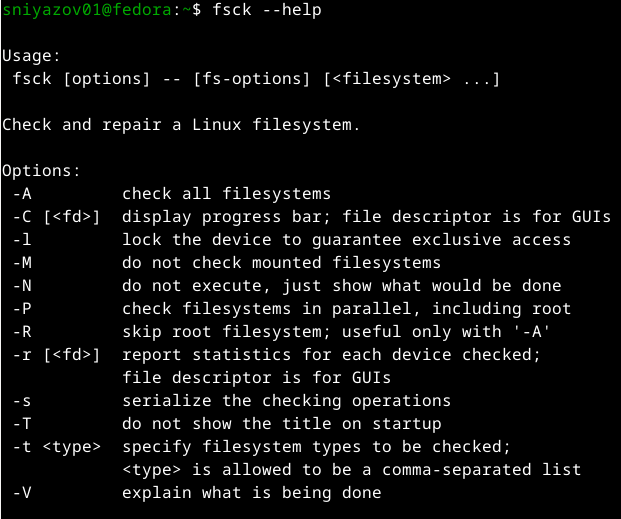 sniyazov01@fedora:~$ fsck --help
Usage:
fsck [options] -- [fs-options] [<filesystem> ...]
Check and repair a Linux filesystem.
Options:
-A check all filesystems
-C [<fd>] display progress bar; file descriptor is for GUIs
-l lock the device to guarantee exclusive access
-M do not check mounted filesystems
-N do not execute, just show what would be done
-P check filesystems in parallel, including root
-R skip root filesystem; useful only with '-A'
-r [<fd>] report statistics for each device checked;
file descriptor is for GUIs
-s serialize the checking operations
-T do not show the title on startup
-t <type> specify filesystem types to be checked;
<type> is allowed to be a comma-separated list
-V explain what is being done